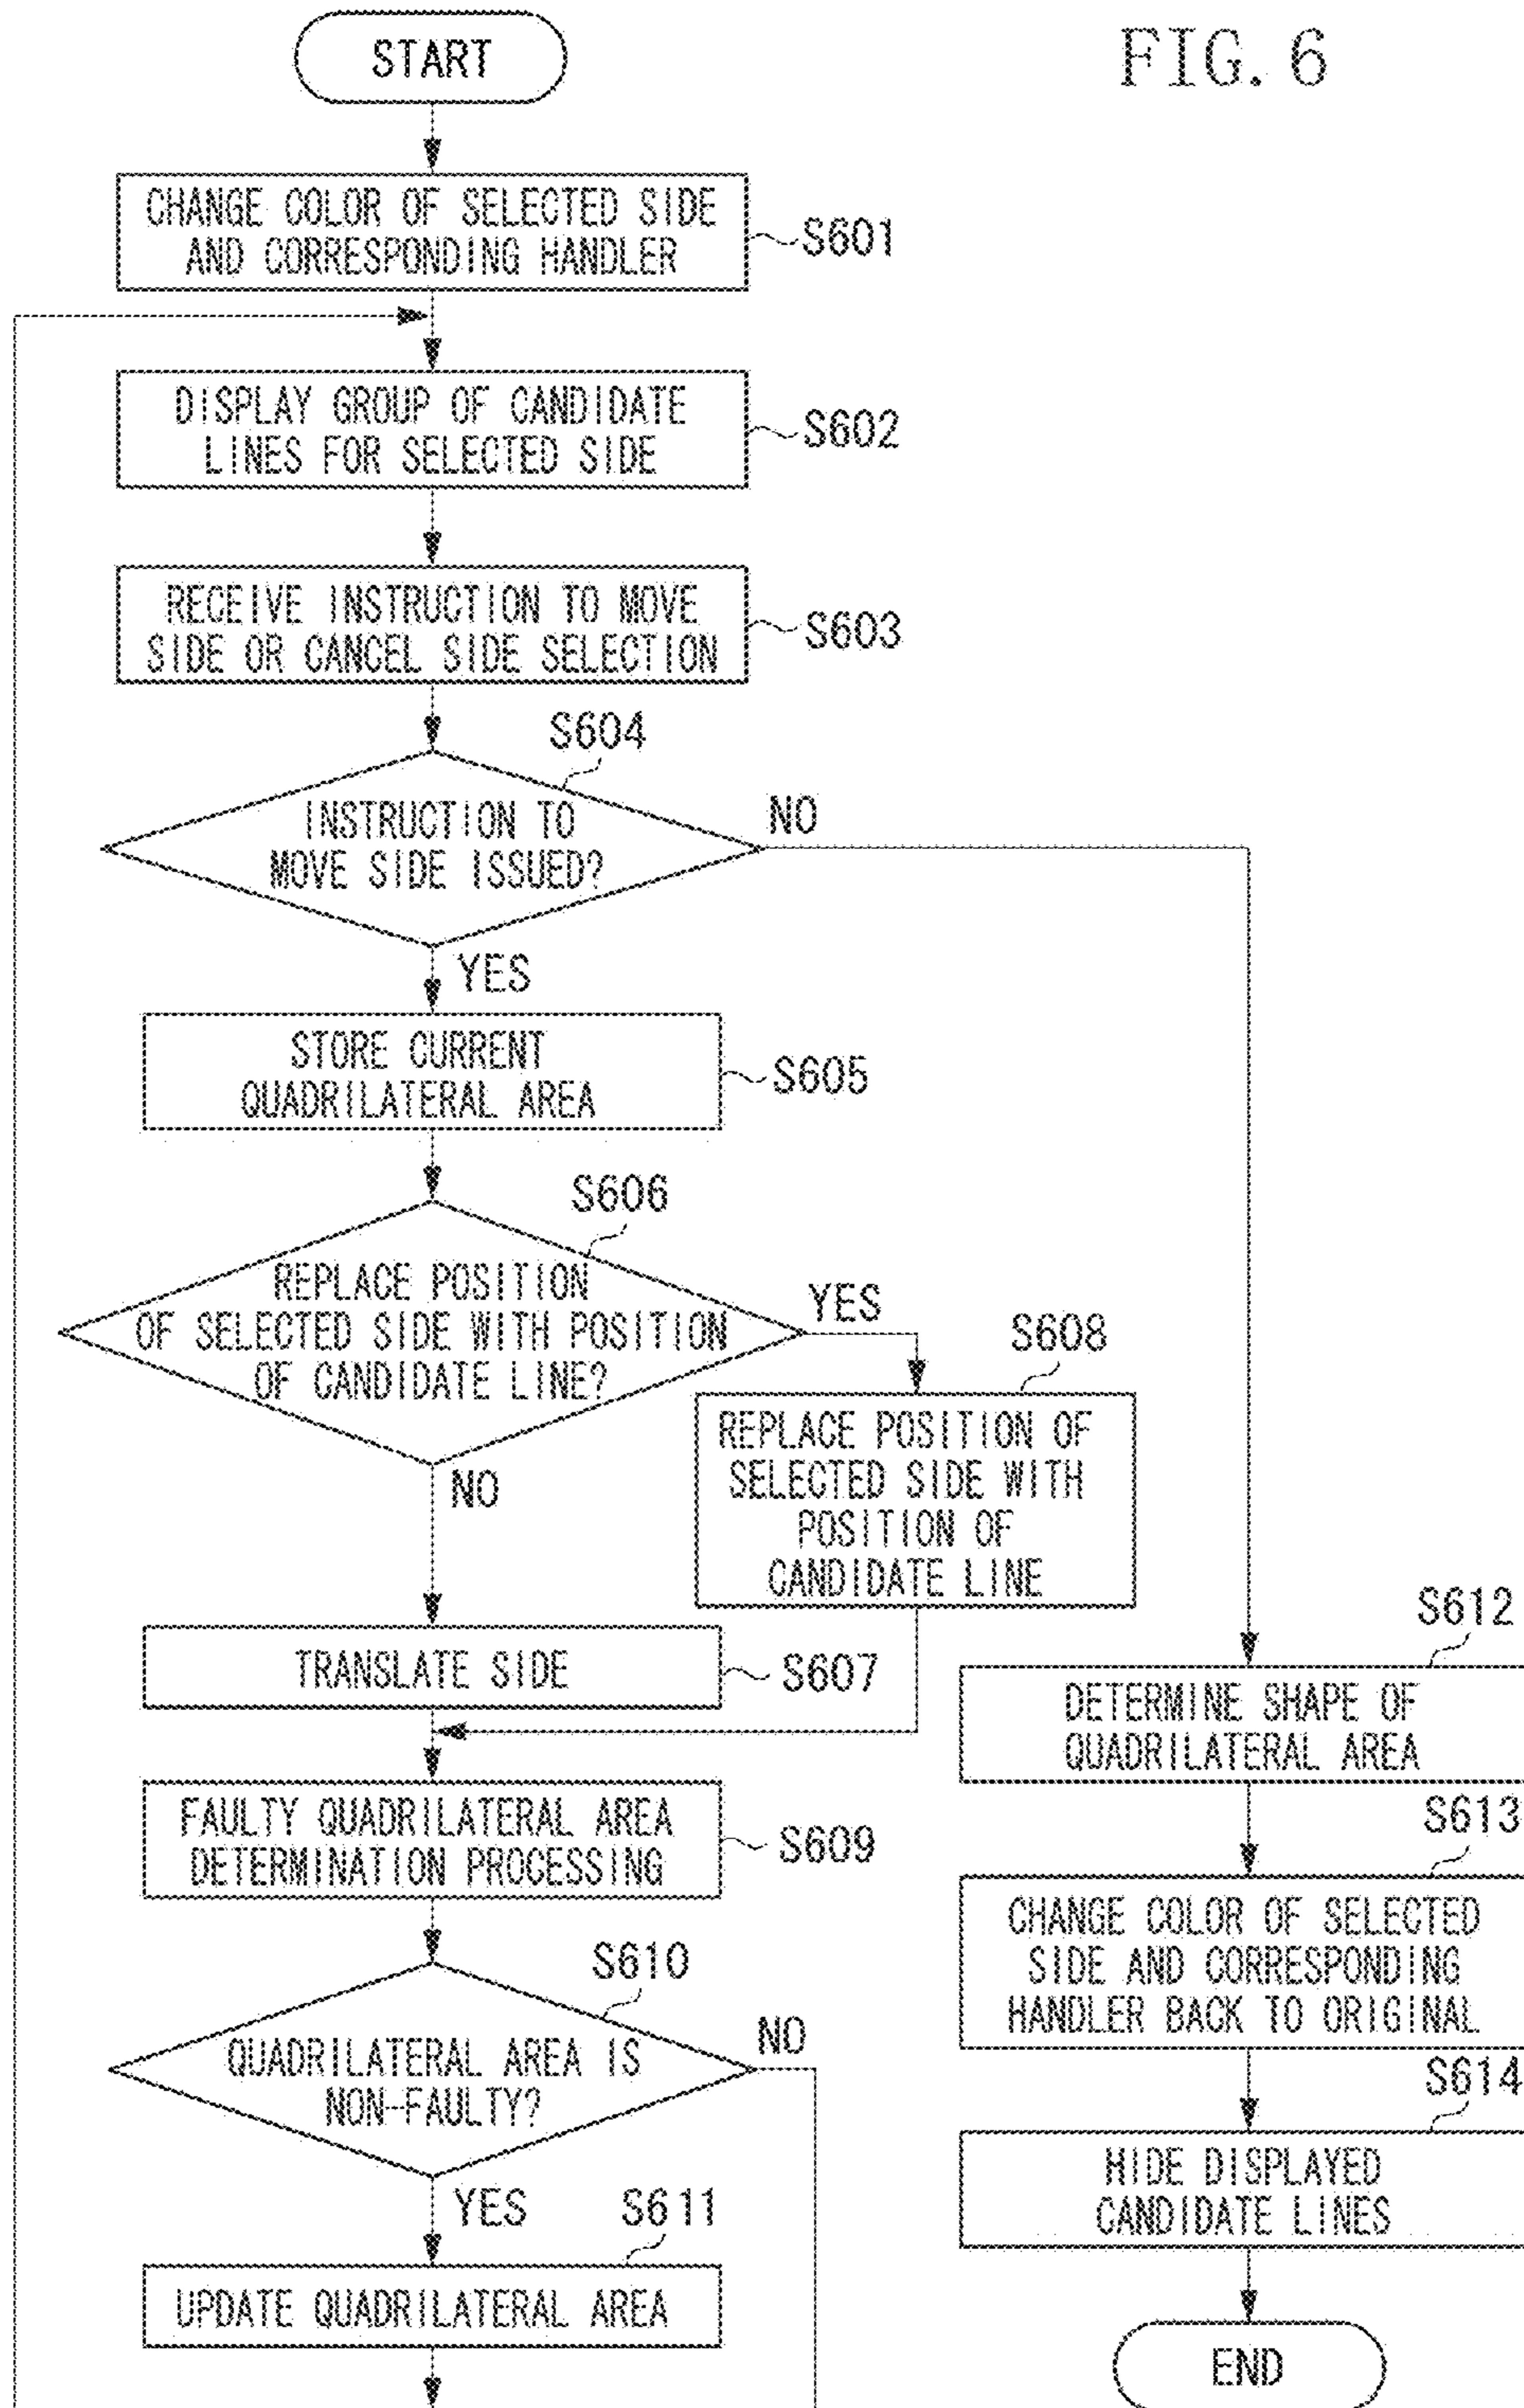 FIG. 6
START
CHANGE COLOR OF SELECTED SIDE
AND CORRESPONDING HANDLER
S601
DISPLAY GROUP OF CANDIDATE
LINES FOR SELECTED SIDE
S602
RECEIVE INSTRUCTION TO MOVE
SIDE OR CANCEL SIDE SELECTION
S603
S604
INSTRUCTION TO
MOVE SIDE ISSUED?
NO
YES
STORE CURRENT
QUADRILATERAL AREA
S605
S606
REPLACE POSITION
OF SELECTED SIDE WITH POSITION
OF CANDIDATE LINE?
YES
NO
S608
REPLACE POSITION OF
SELECTED SIDE WITH
POSITION OF
CANDIDATE LINE
TRANSLATE SIDE
S607
FAULTY QUADRILATERAL AREA
DETERMINATION PROCESSING
S609
S610
QUADRILATERAL AREA IS
NON-FAULTY?
NO
YES
S611
UPDATE QUADRILATERAL AREA
S612
DETERMINE SHAPE OF
QUADRILATERAL AREA
S613
CHANGE COLOR OF SELECTED
SIDE AND CORRESPONDING
HANDLER BACK TO ORIGINAL
S614
HIDE DISPLAYED
CANDIDATE LINES
END